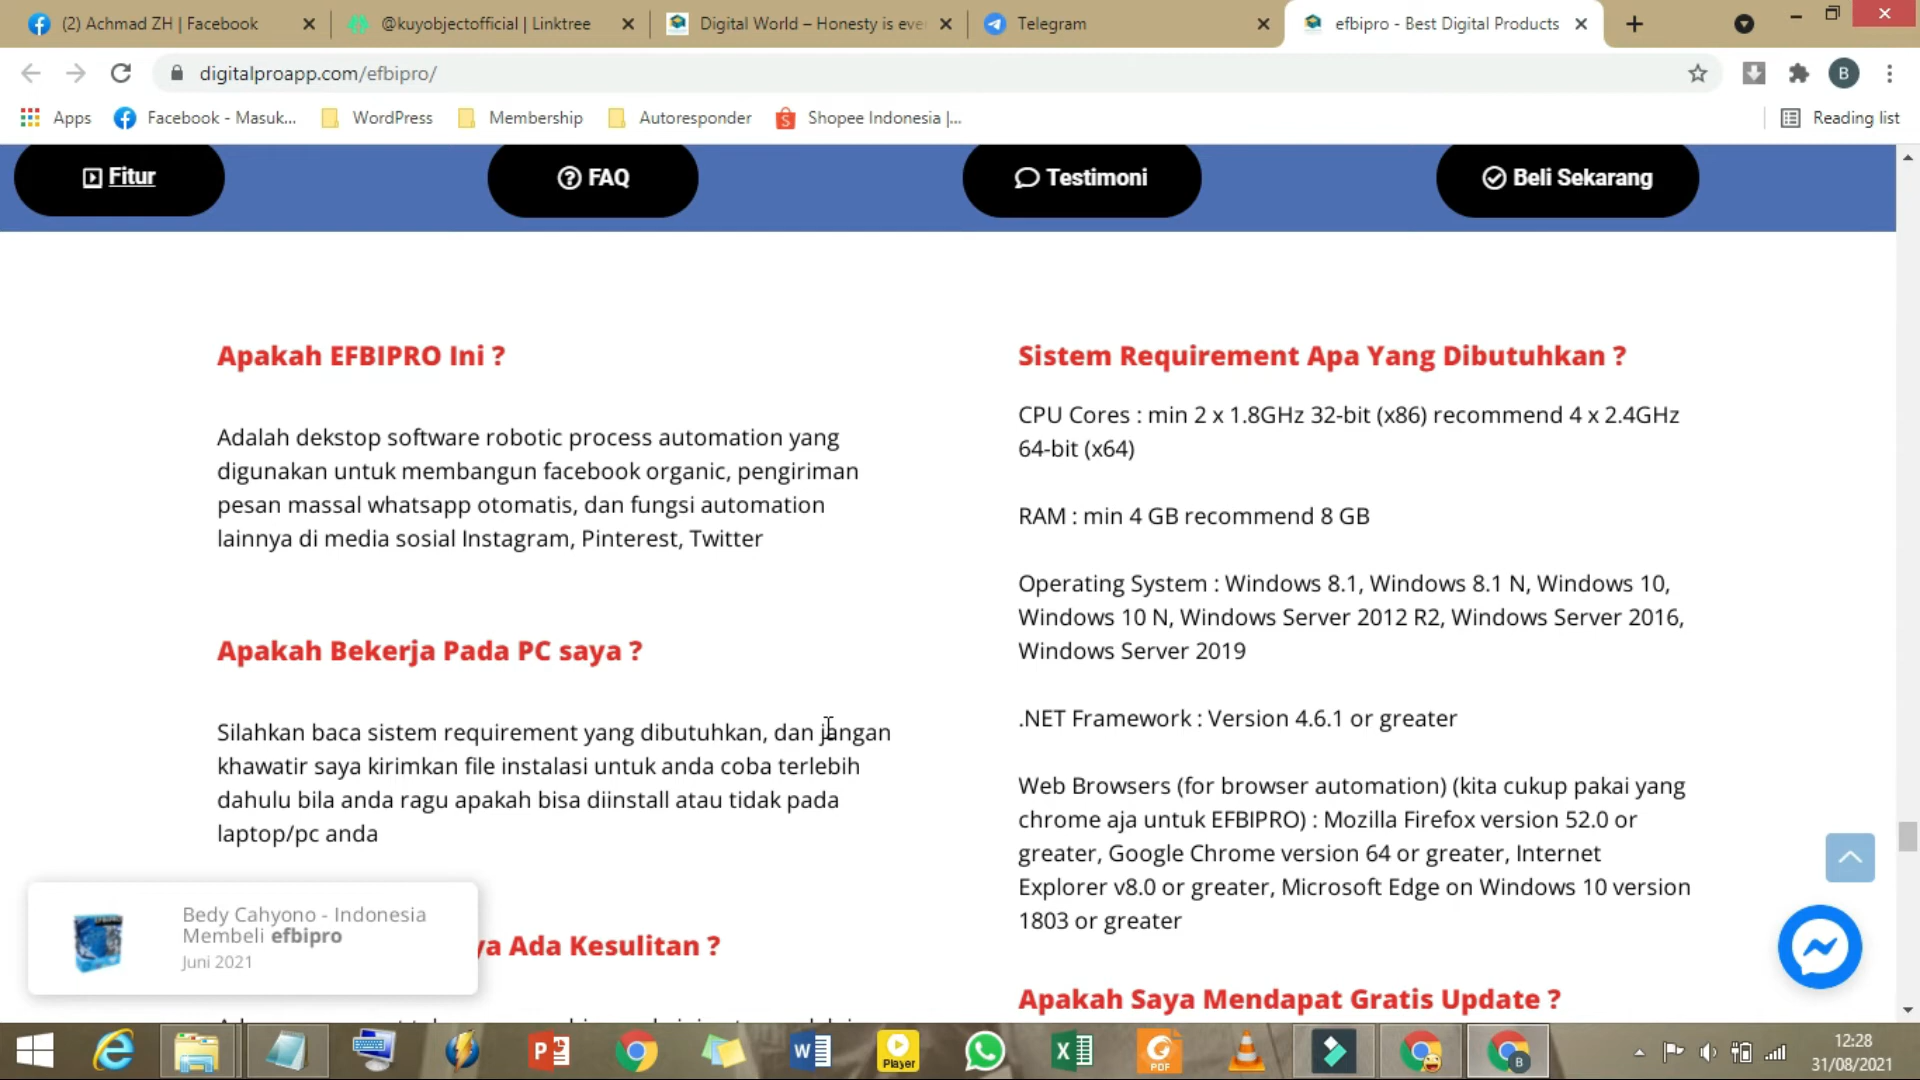 (2) Achmad ZH | Facebook
@kuyobjectofficial | Linktree
Digital World – Honesty is eve
Telegram
efbipro - Best Digital Products
digitalproapp.com/efbipro/
B
Apps
Facebook - Masuk...
WordPress
Membership
Autoresponder
Shopee Indonesia |...
Reading list
Fitur
FAQ
Testimoni
Beli Sekarang
Apakah EFBIPRO Ini ?
Adalah dekstop software robotic process automation yang
digunakan untuk membangun facebook organic, pengiriman
pesan massal whatsapp otomatis, dan fungsi automation
lainnya di media sosial Instagram, Pinterest, Twitter
Apakah Bekerja Pada PC saya ?
Silahkan baca sistem requirement yang dibutuhkan, dan jangan
khawatir saya kirimkan file instalasi untuk anda coba terlebih
dahulu bila anda ragu apakah bisa diinstall atau tidak pada
laptop/pc anda
ya Ada Kesulitan ?
Bedy Cahyono - Indonesia
Membeli efbipro
Juni 2021
Sistem Requirement Apa Yang Dibutuhkan ?
CPU Cores : min 2 x 1.8GHz 32-bit (x86) recommend 4 x 2.4GHz
64-bit (x64)
RAM : min 4 GB recommend 8 GB
Operating System : Windows 8.1, Windows 8.1 N, Windows 10,
Windows 10 N, Windows Server 2012 R2, Windows Server 2016,
Windows Server 2019
.NET Framework : Version 4.6.1 or greater
Web Browsers (for browser automation) (kita cukup pakai yang
chrome aja untuk EFBIPRO) : Mozilla Firefox version 52.0 or
greater, Google Chrome version 64 or greater, Internet
Explorer v8.0 or greater, Microsoft Edge on Windows 10 version
1803 or greater
Apakah Saya Mendapat Gratis Update ?
Player
PDF
B
12:28
31/08/2021